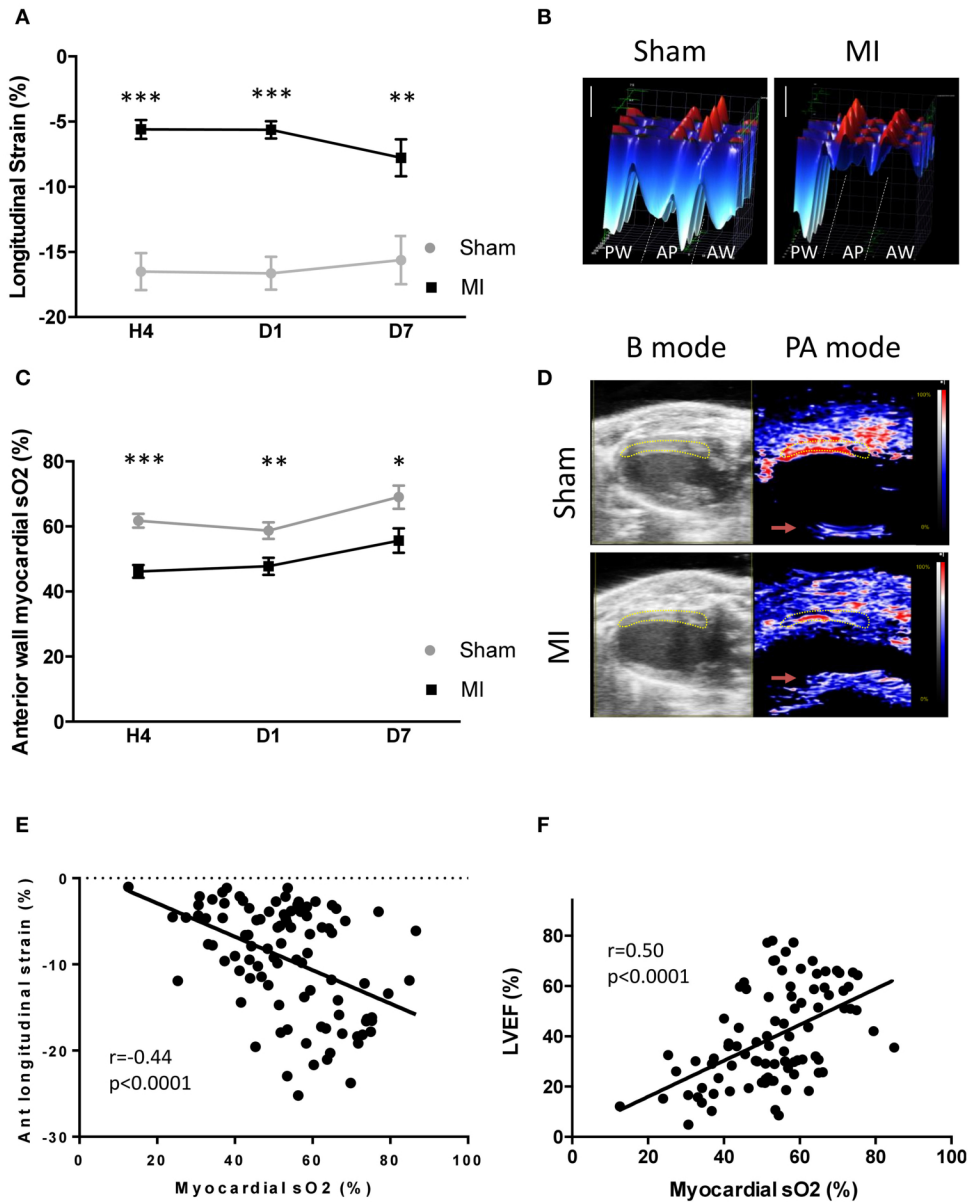 A
Longitudinal Strain (%)
0
-5
-10
-15
-20
***
***
**
Sham
MI
H4
D1
D7
B
Sham
MI
PW
AP
AW
PW
AP
AW
C
Anterior wall myocardial sO2 (%)
80
60
40
20
0
***
**
*
Sham
MI
H4
D1
D7
D
B mode
PA mode
Sham
100%
0%
MI
100%
0%
E
Ant longitudinal strain (%)
0
-10
-20
-30
r=-0.44
p<0.0001
0
20
40
60
80
100
Myocardial sO2 (%)
F
LVEF (%)
80
60
40
20
0
r=0.50
p<0.0001
0
20
40
60
80
100
Myocardial sO2 (%)